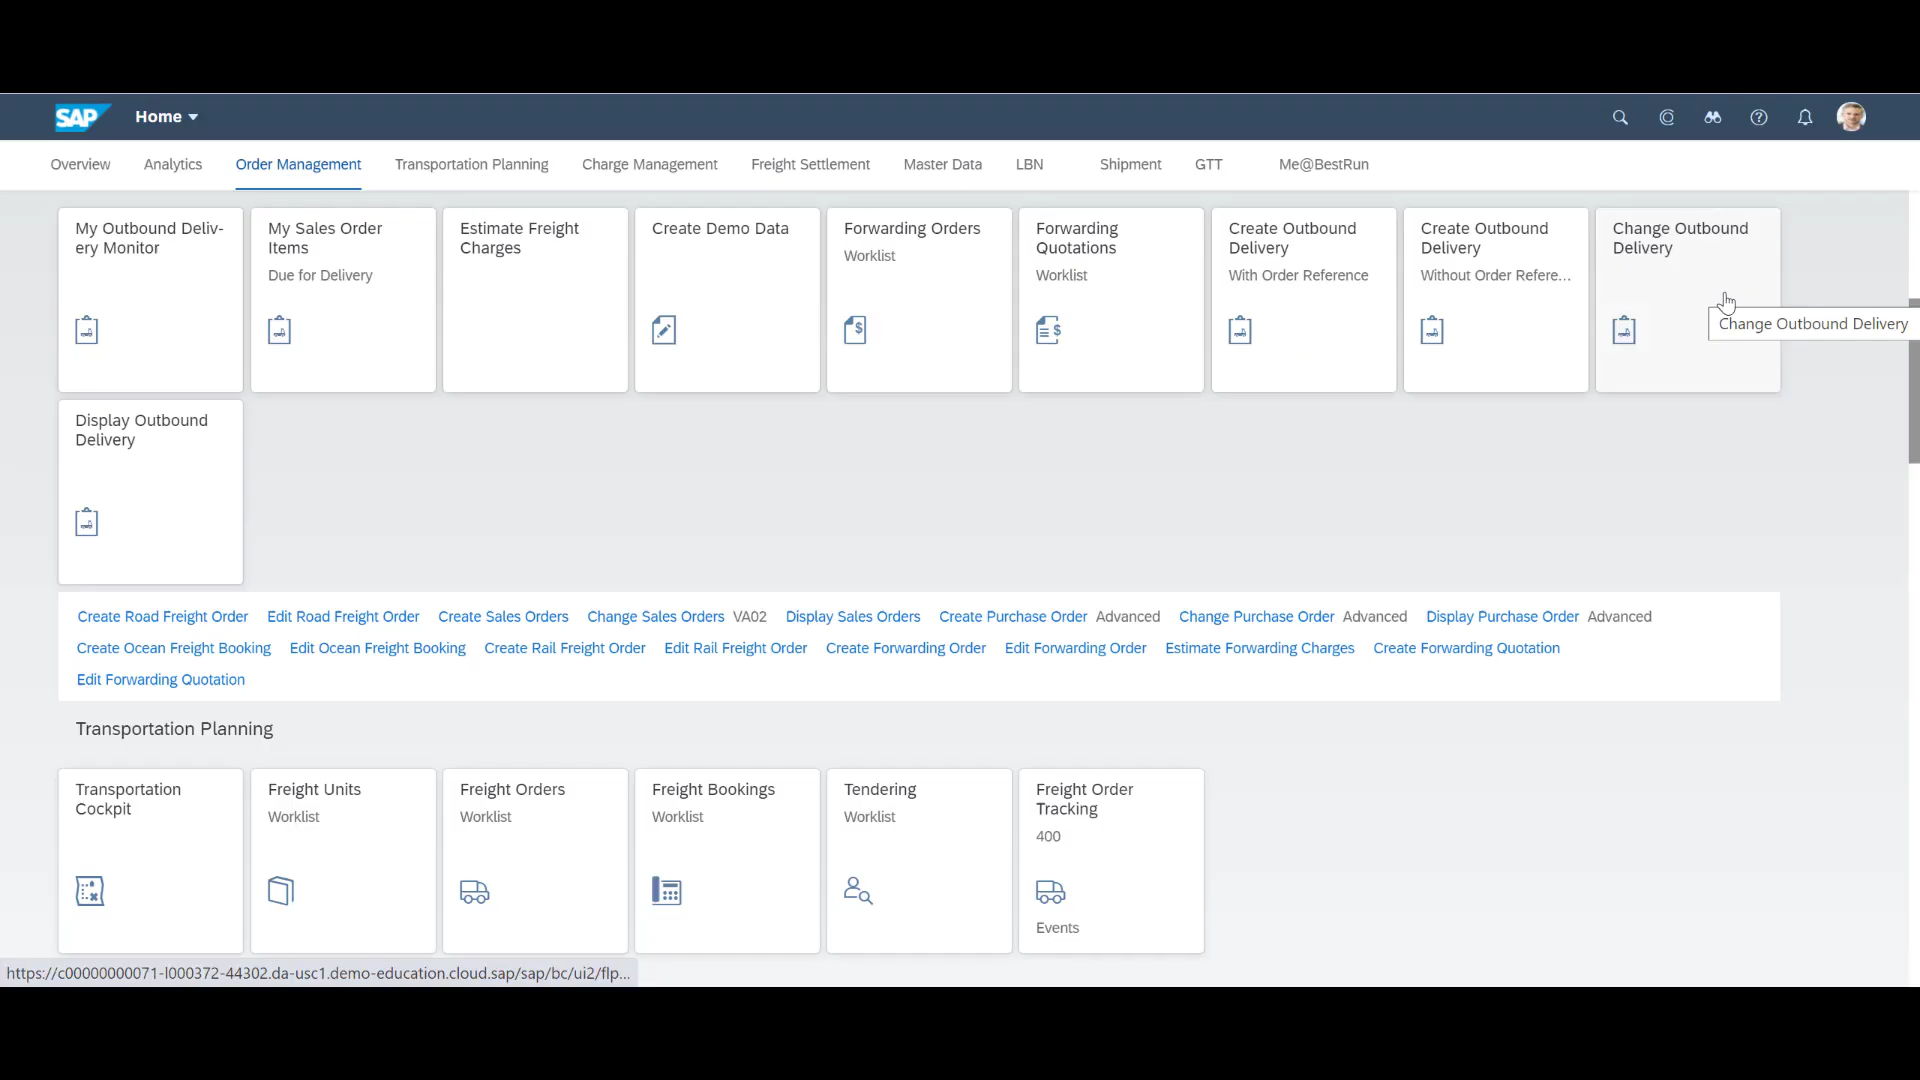 SAP Home
Overview Analytics Order Management Transportation Planning Charge Management Freight Settlement Master Data LBN Shipment GTT Me@BestRun
My Outbound Deliv-
ery Monitor
My Sales Order
Items
Due for Delivery
Estimate Freight
Charges
Create Demo Data
Forwarding Orders
Worklist
$
Forwarding
Quotations
Worklist
$
Create Outbound
Delivery
With Order Reference
Create Outbound
Delivery
Without Order Refere...
Change Outbound
Delivery
Change Outbound Delivery
Display Outbound
Delivery
Create Road Freight Order Edit Road Freight Order Create Sales Orders Change Sales Orders VA02 Display Sales Orders Create Purchase Order Advanced Change Purchase Order Advanced Display Purchase Order Advanced
Create Ocean Freight Booking Edit Ocean Freight Booking Create Rail Freight Order Edit Rail Freight Order Create Forwarding Order Edit Forwarding Order Estimate Forwarding Charges Create Forwarding Quotation
Edit Forwarding Quotation
Transportation Planning
Transportation
Cockpit
Freight Units
Worklist
Freight Orders
Worklist
Freight Bookings
Worklist
Tendering
Worklist
Freight Order
Tracking
400
Events
https://c00000000071-l000372-44302.da-usc1.demo-education.cloud.sap/sap/bc/ui2/flp...